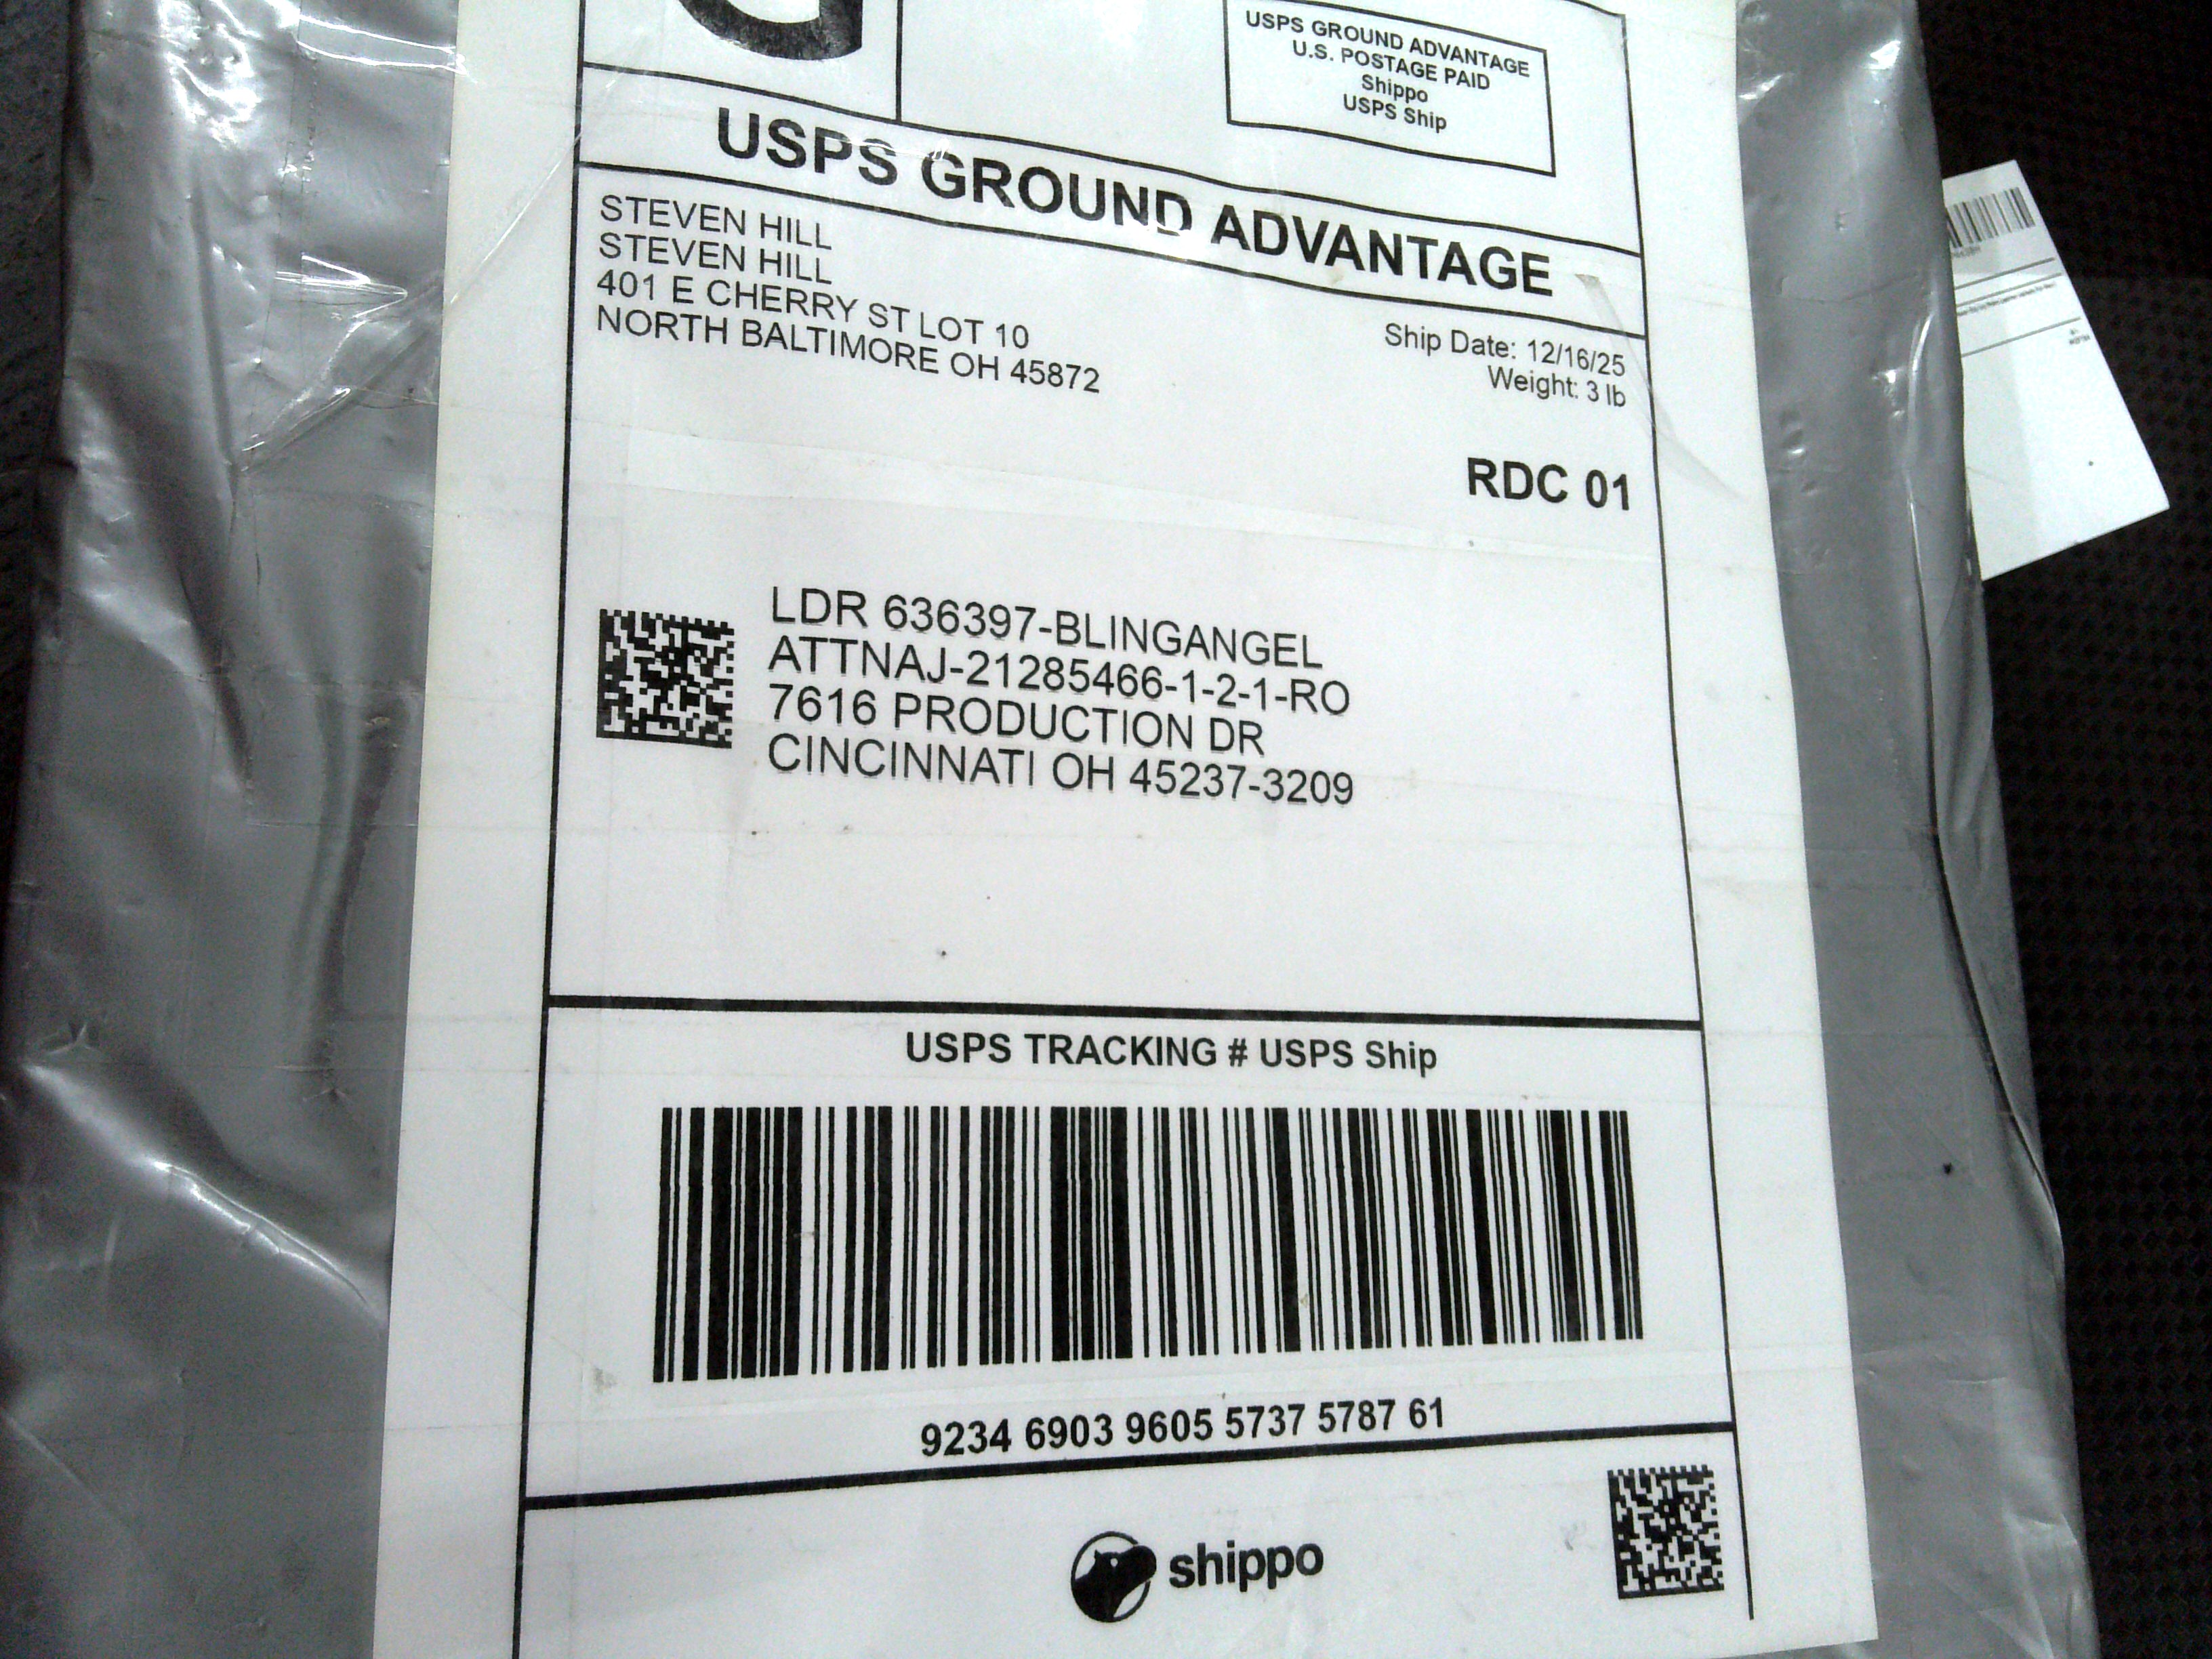 USPS GROUND ADVANTAGE
U.S. POSTAGE PAID
Shippo
USPS Ship
USPS GROUND ADVANTAGE
STEVEN HILL
STEVEN HILL
401 E CHERRY ST LOT 10
NORTH BALTIMORE OH 45872
Ship Date: 12/16/25
Weight: 3 lb
RDC 01
LDR 636397-BLINGANGEL
ATTNAJ-21285466-1-2-1-RO
7616 PRODUCTION DR
CINCINNATI OH 45237-3209
USPS TRACKING # USPS Ship
9234 6903 9605 5737 5787 61
shippo